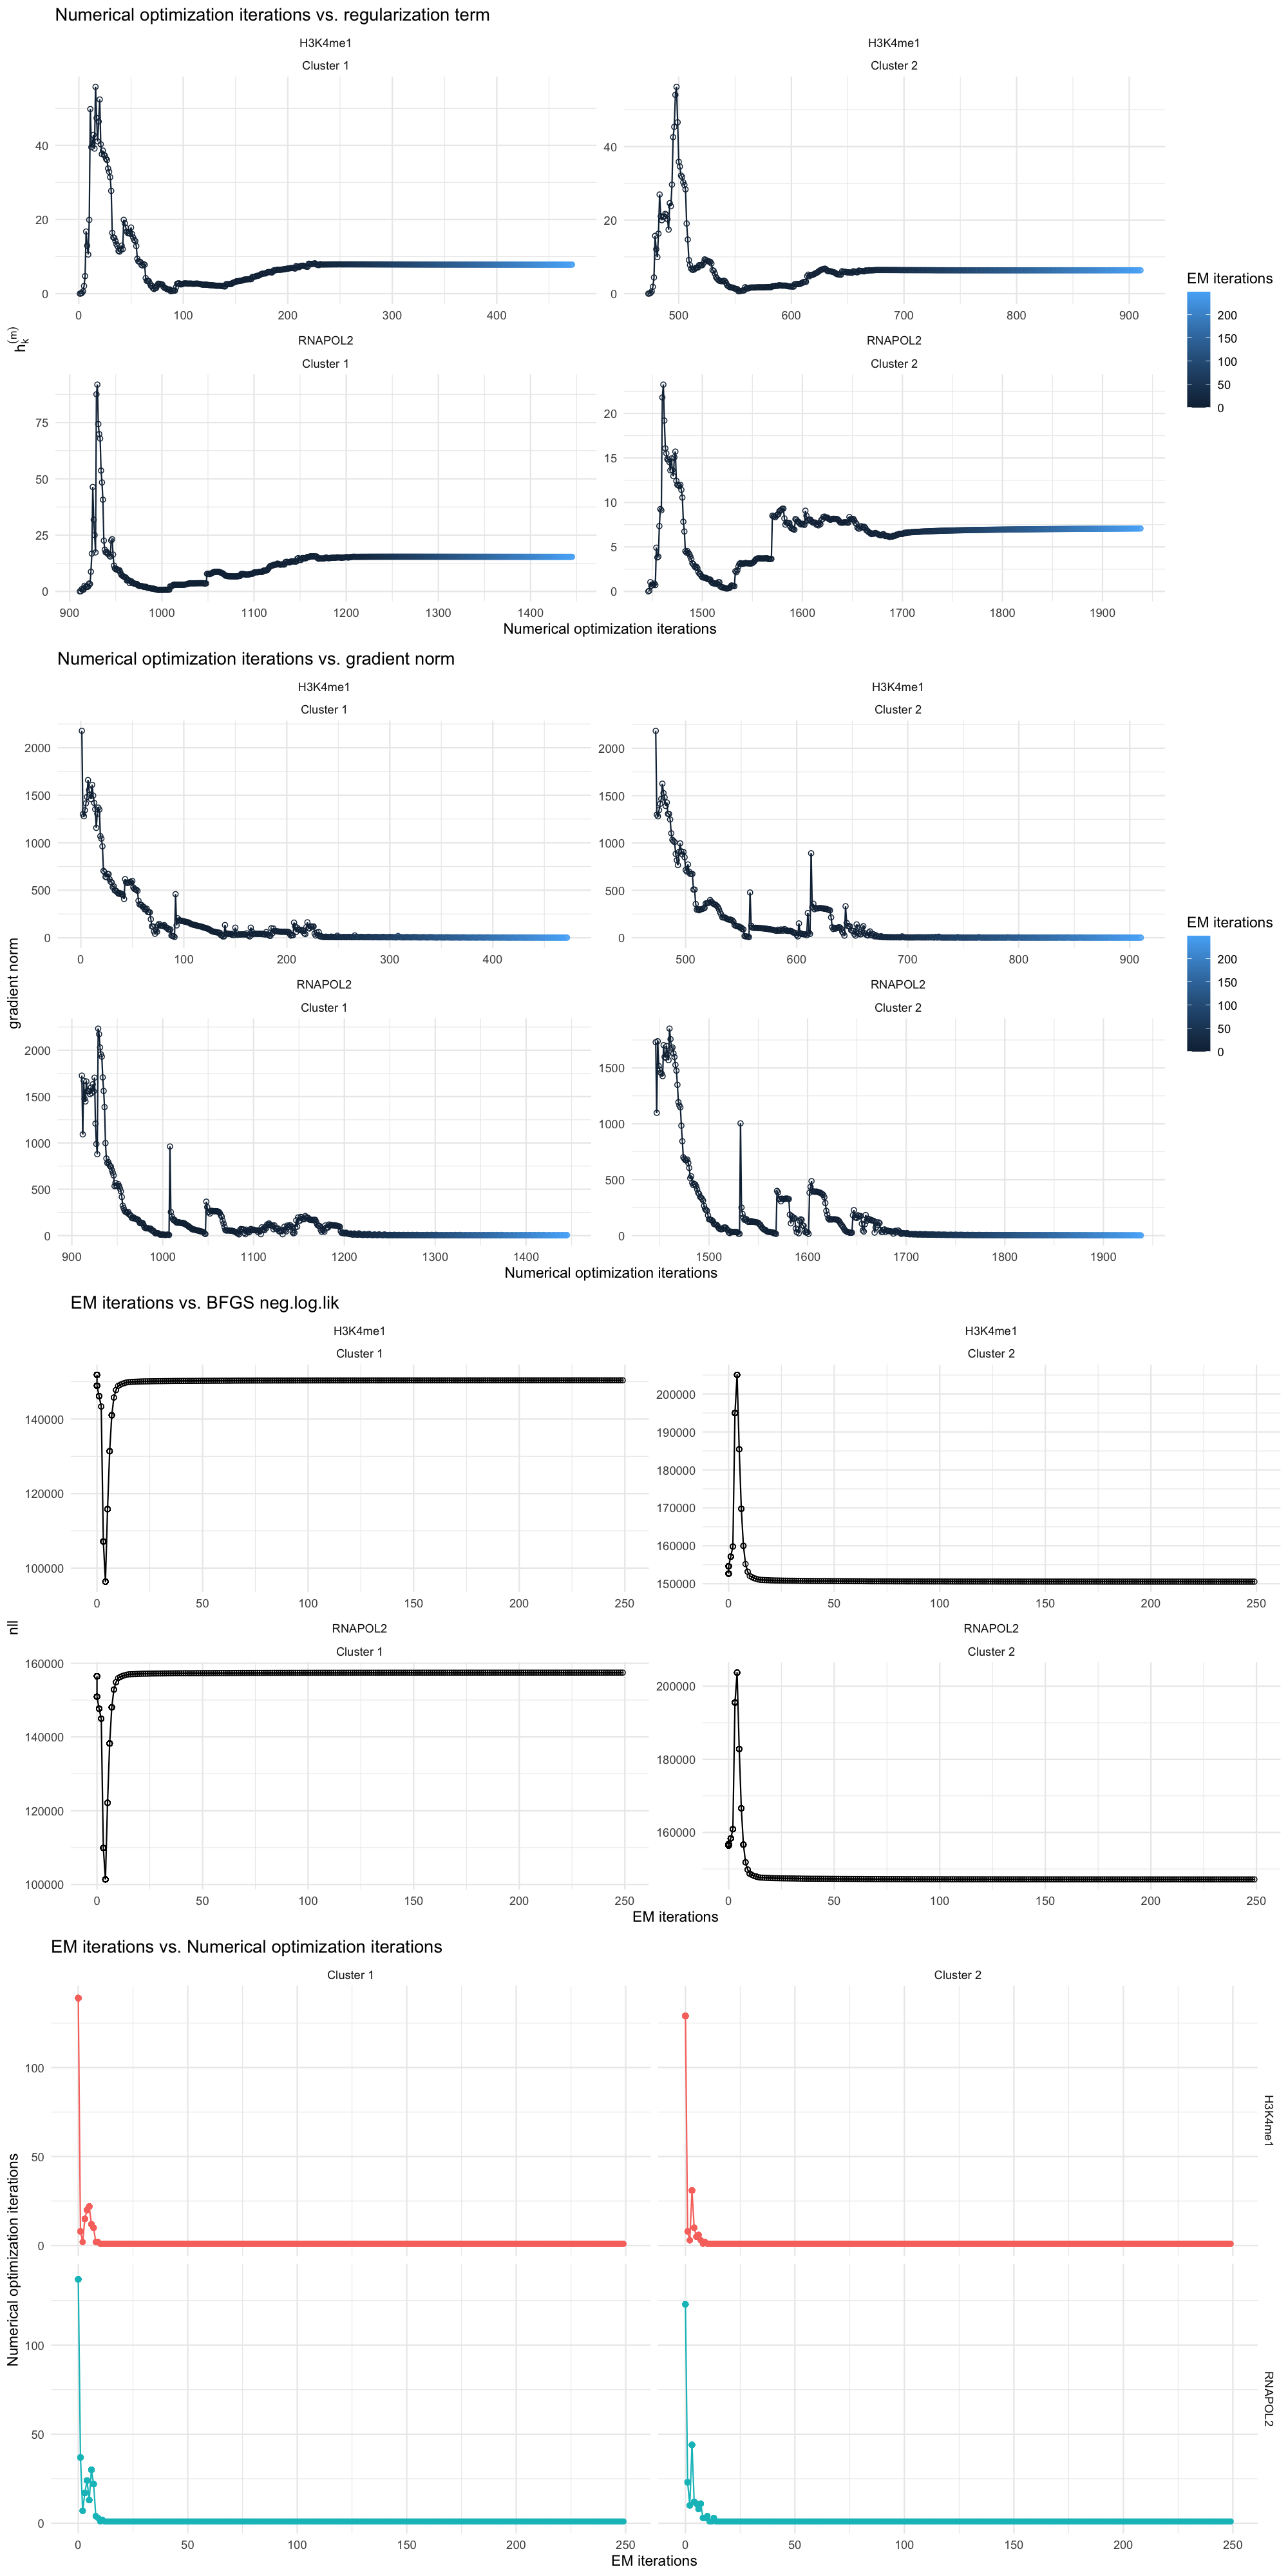 Numerical optimization iterations vs. regularization term
H3K4me1
H3K4me1
Cluster 1
Cluster 2
40
20
0
0 100 200 300 400
40
20
0
500 600 700 800 900
RNAPOL2
RNAPOL2
Cluster 1
Cluster 2
75
50
25
0
900 1000 1100 1200 1300 1400
20
15
10
5
0
1500 1600 1700 1800 1900
h_k^(m)
Numerical optimization iterations
EM iterations
200
150
100
50
0
Numerical optimization iterations vs. gradient norm
H3K4me1
H3K4me1
Cluster 1
Cluster 2
2000
1500
1000
500
0
0 100 200 300 400
2000
1500
1000
500
0
500 600 700 800 900
RNAPOL2
RNAPOL2
Cluster 1
Cluster 2
2000
1500
1000
500
0
900 1000 1100 1200 1300 1400
1500
1000
500
0
1500 1600 1700 1800 1900
gradient norm
Numerical optimization iterations
EM iterations
200
150
100
50
0
EM iterations vs. BFGS neg.log.lik
H3K4me1
H3K4me1
Cluster 1
Cluster 2
140000
120000
100000
0 50 100 150 200 250
200000
190000
180000
170000
160000
150000
0 50 100 150 200 250
RNAPOL2
RNAPOL2
Cluster 1
Cluster 2
160000
140000
120000
100000
0 50 100 150 200 250
200000
180000
160000
0 50 100 150 200 250
nll
EM iterations
EM iterations vs. Numerical optimization iterations
Cluster 1
Cluster 2
100
50
0
H3K4me1
100
50
0
RNAPOL2
0 50 100 150 200 250
0 50 100 150 200 250
Numerical optimization iterations
EM iterations